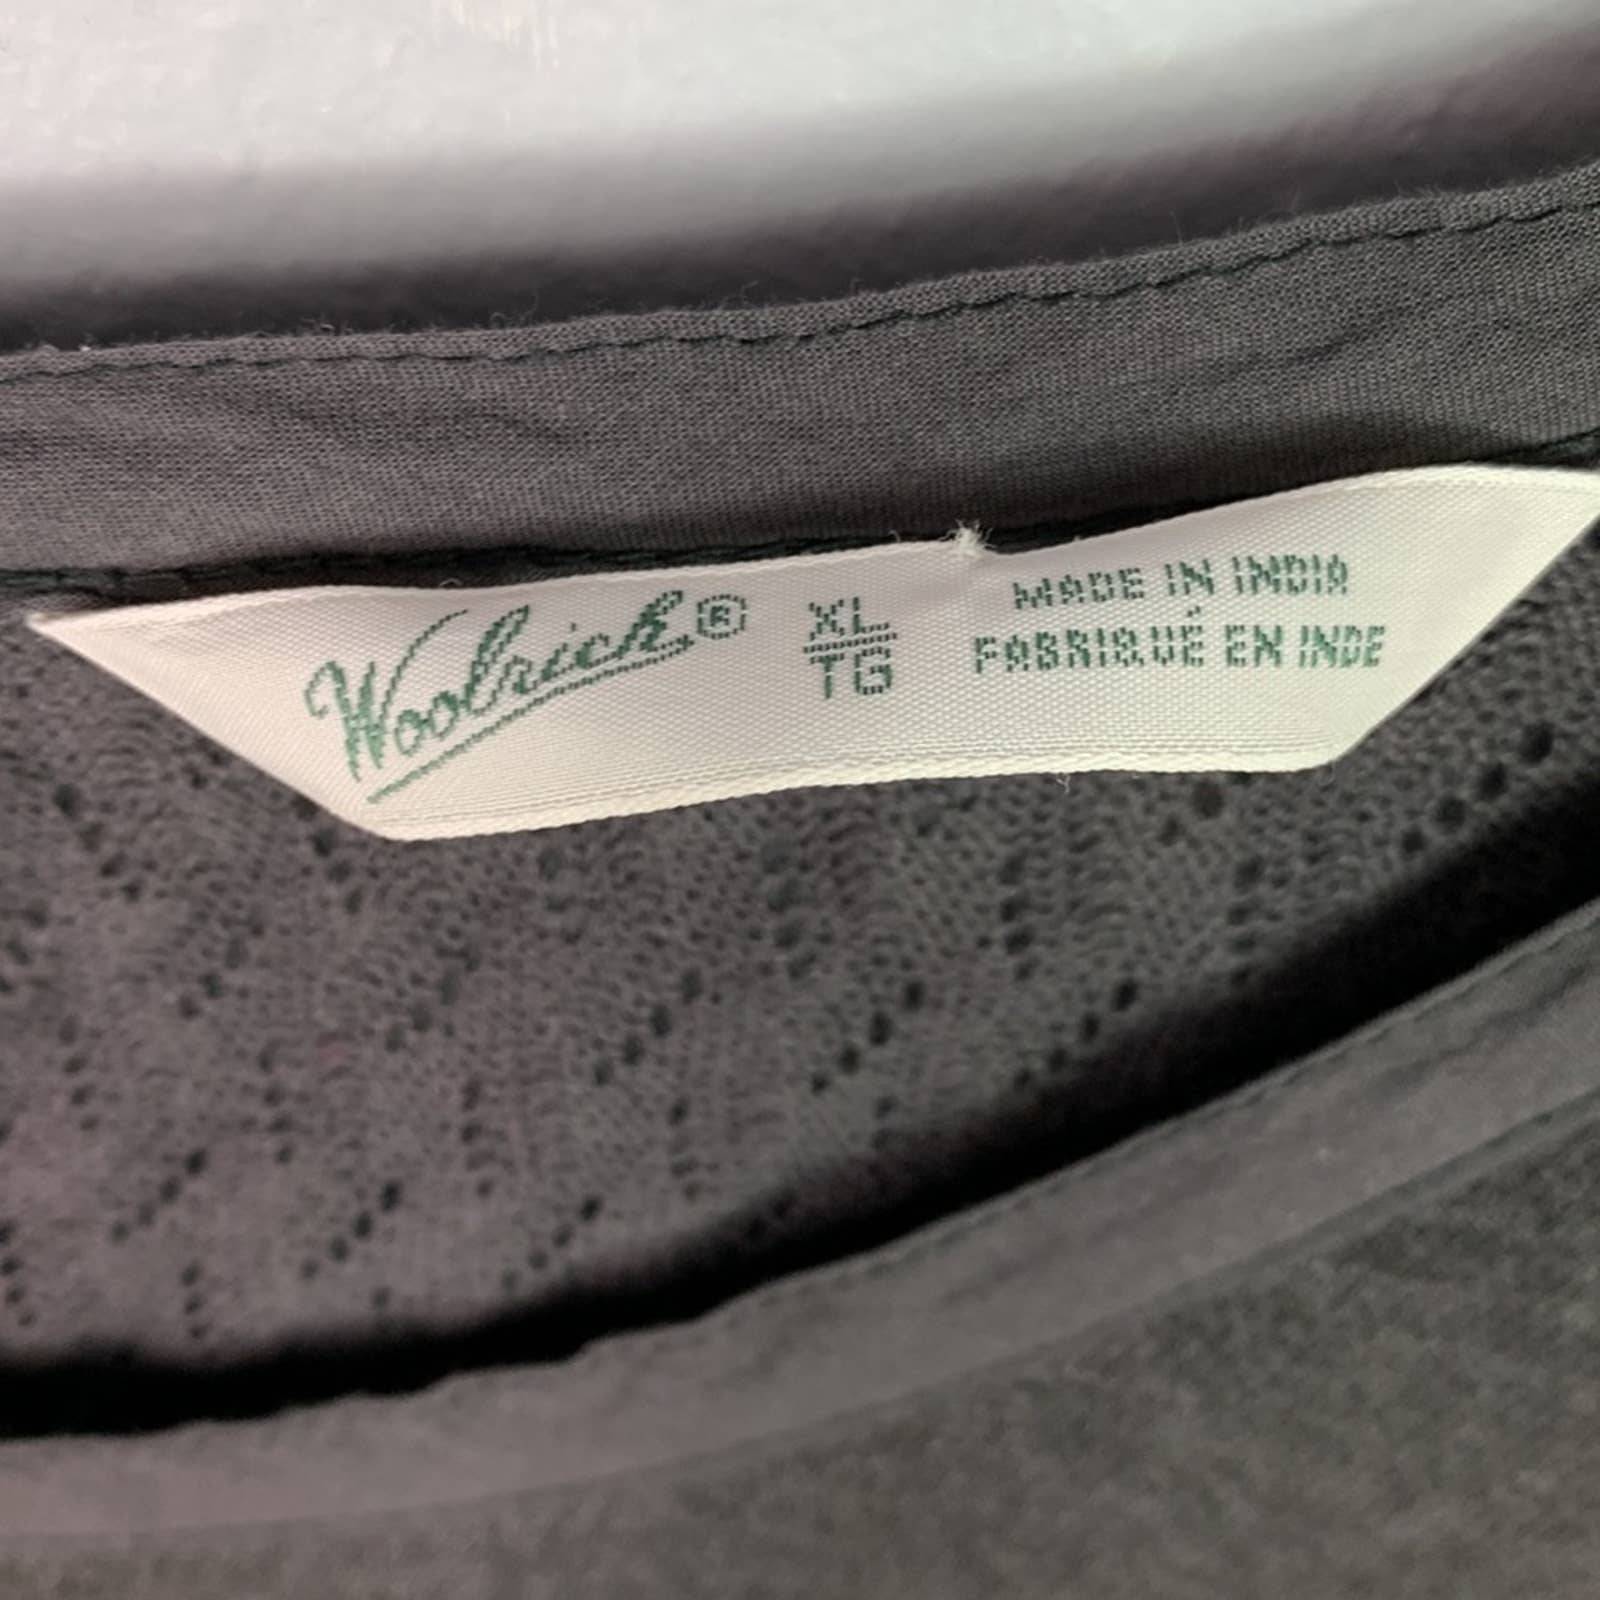 Woolrich®
XL
TG
MADE IN INDIA
FABRIQUÉ EN INDE